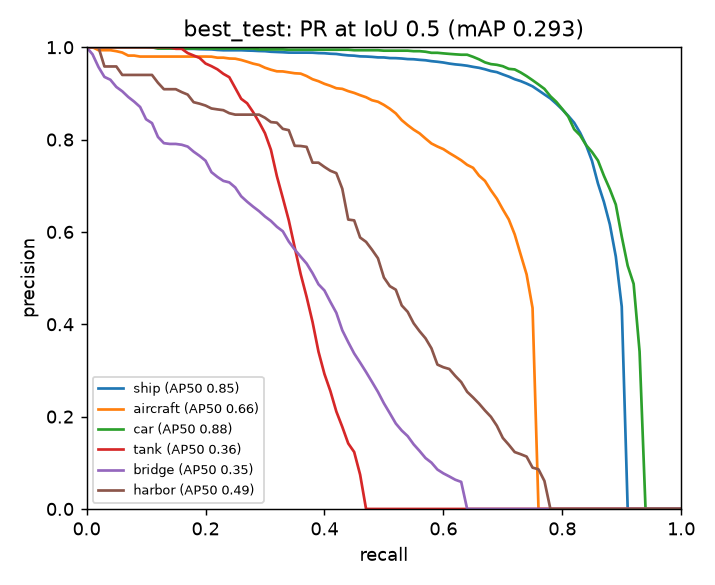 best_test: PR at IoU 0.5 (mAP 0.293)
1.0
0.8
0.6
0.4
0.2
0.0
precision
ship (AP50 0.85)
aircraft (AP50 0.66)
car (AP50 0.88)
tank (AP50 0.36)
bridge (AP50 0.35)
harbor (AP50 0.49)
0.0 0.2 0.4 0.6 0.8 1.0
recall